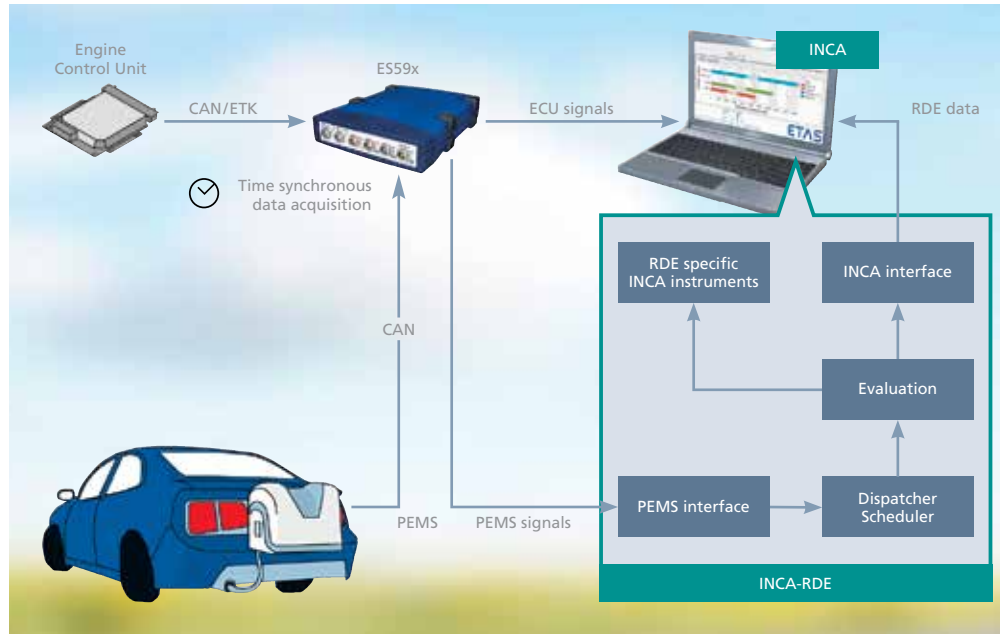 Engine
Control Unit
CAN/ETK
ES59x
ECU signals
INCA
RDE data
ETAS
Time synchronous
data acquisition
CAN
PEMS
PEMS signals
RDE specific
INCA instruments
INCA interface
Evaluation
PEMS interface
Dispatcher
Scheduler
INCA-RDE